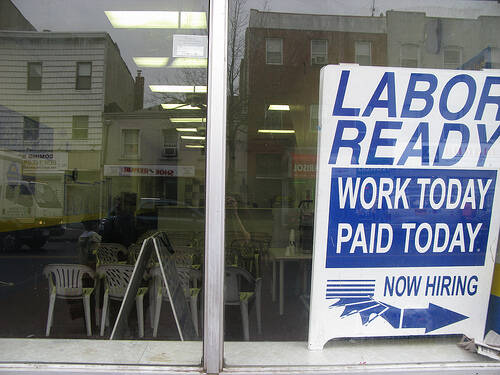 LABOR
READY
WORK TODAY
PAID TODAY.
NOW HIRING